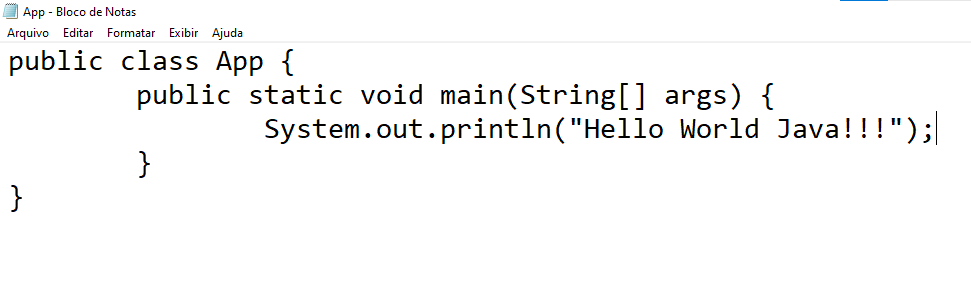 App - Bloco de Notas
Arquivo Editar Formatar Exibir Ajuda
public class App {
        public static void main(String[] args) {
                System.out.println("Hello World Java!!!");
        }
}